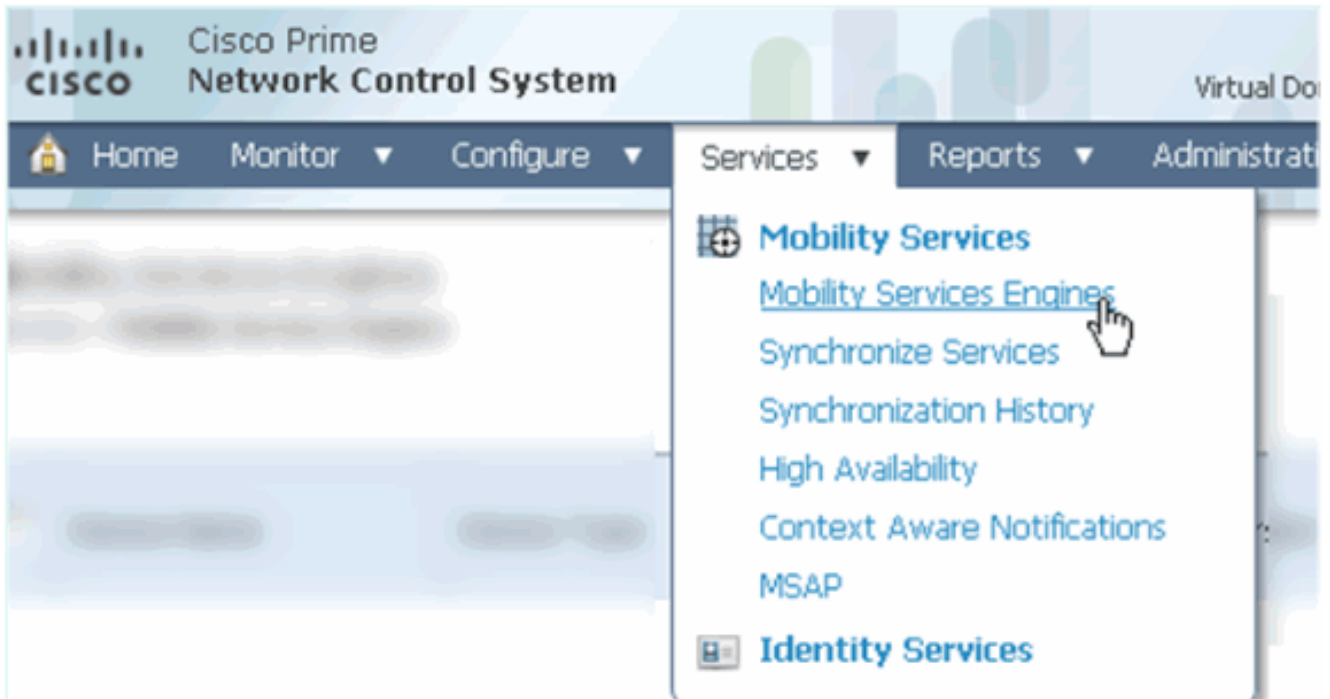 CISCO
Cisco Prime
Network Control System
Virtual Do
Home Monitor Configure Services Reports Administrati
Mobility Services
Mobility Services Engines
Synchronize Services
Synchronization History
High Availability
Context Aware Notifications
MSAP
Identity Services